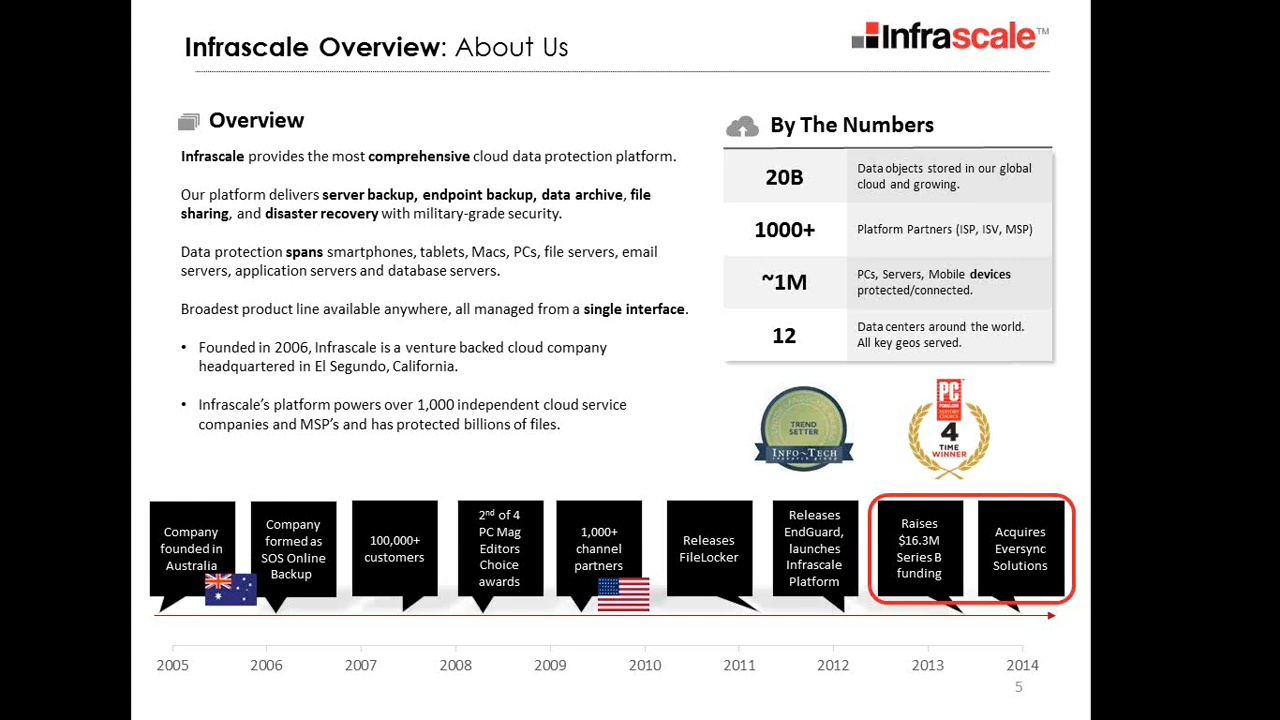 Infrascale Overview: About Us
Infrascale™
Overview
Infrascale provides the most comprehensive cloud data protection platform.
Our platform delivers server backup, endpoint backup, data archive, file
sharing, and disaster recovery with military-grade security.
Data protection spans smartphones, tablets, Macs, PCs, file servers, email
servers, application servers and database servers.
Broadest product line available anywhere, all managed from a single interface.
• Founded in 2006, Infrascale is a venture backed cloud company
headquartered in El Segundo, California.
• Infrascale's platform powers over 1,000 independent cloud service
companies and MSP's and has protected billions of files.
By The Numbers
20B
Data objects stored in our global
cloud and growing.
1000+
Platform Partners (ISP, ISV, MSP)
~1M
PCs, Servers, Mobile devices
protected/connected.
12
Data centers around the world.
All key geos served.
TREND
SETTER
INFO~TECH
PC
4
TIME
WINNER
Company
founded in
Australia
Company
formed as
SOS Online
Backup
100,000+
customers
2nd of 4
PC Mag
Editors
Choice
awards
1,000+
channel
partners
Releases
FileLocker
Releases
EndGuard,
launches
Infrascale
Platform
Raises
$16.3M
Series B
funding
Acquires
Eversync
Solutions
2005
2006
2007
2008
2009
2010
2011
2012
2013
2014
5